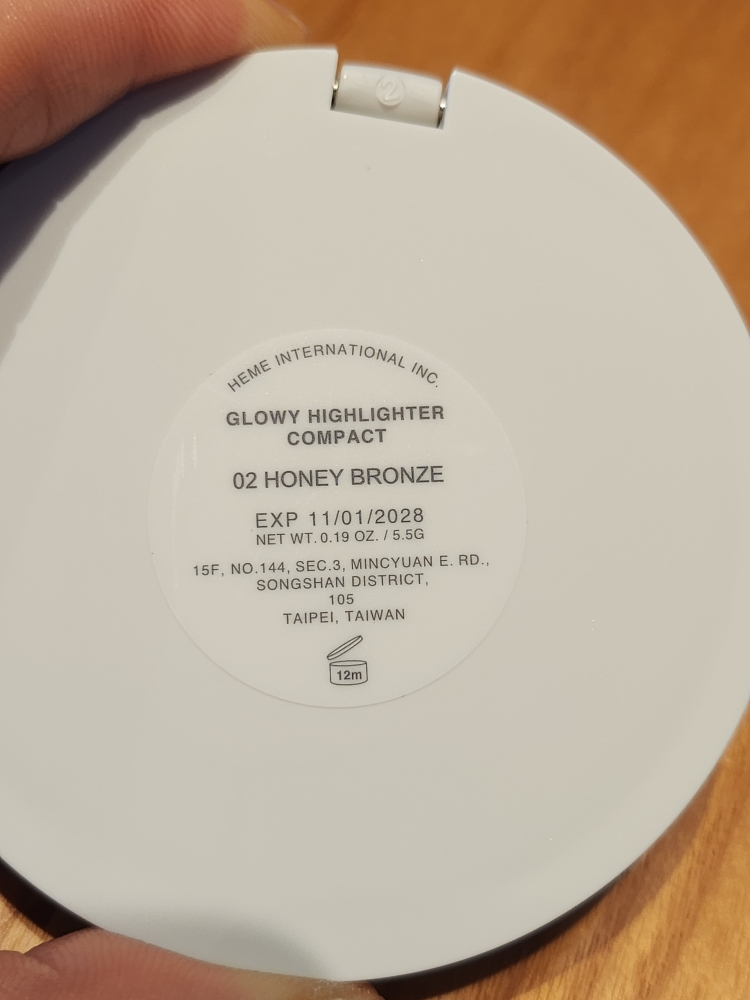 2
HEME INTERNATIONAL INC.
GLOWY HIGHLIGHTER
COMPACT
02 HONEY BRONZE
EXP 11/01/2028
NET WT. 0.19 OZ. / 5.5G
15F, NO.144, SEC.3, MINCYUAN E. RD.,
SONGSHAN DISTRICT,
105
TAIPEI, TAIWAN
12m